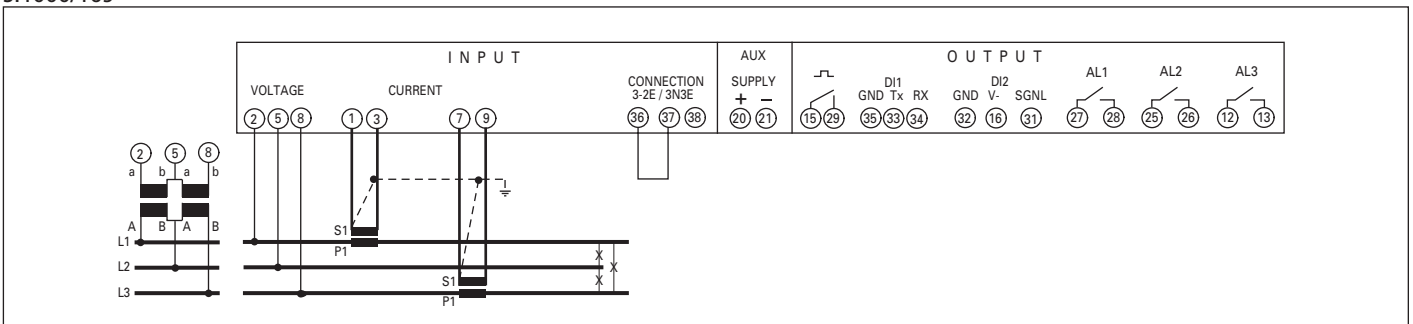 INPUT AUX OUTPUT
VOLTAGE CURRENT CONNECTION
3-2E / 3N3E SUPPLY
+ –
DI1
GND Tx RX
DI2
GND V- SGNL
AL1 AL2 AL3
2 5 8 1 3 7 9 36 37 38 20 21 15 29 35 33 34 32 16 31 27 28 25 26 12 13
2 5 8
a b a b
A B A B
S1
P1
L1
L2
L3
S1
P1
X
X
X